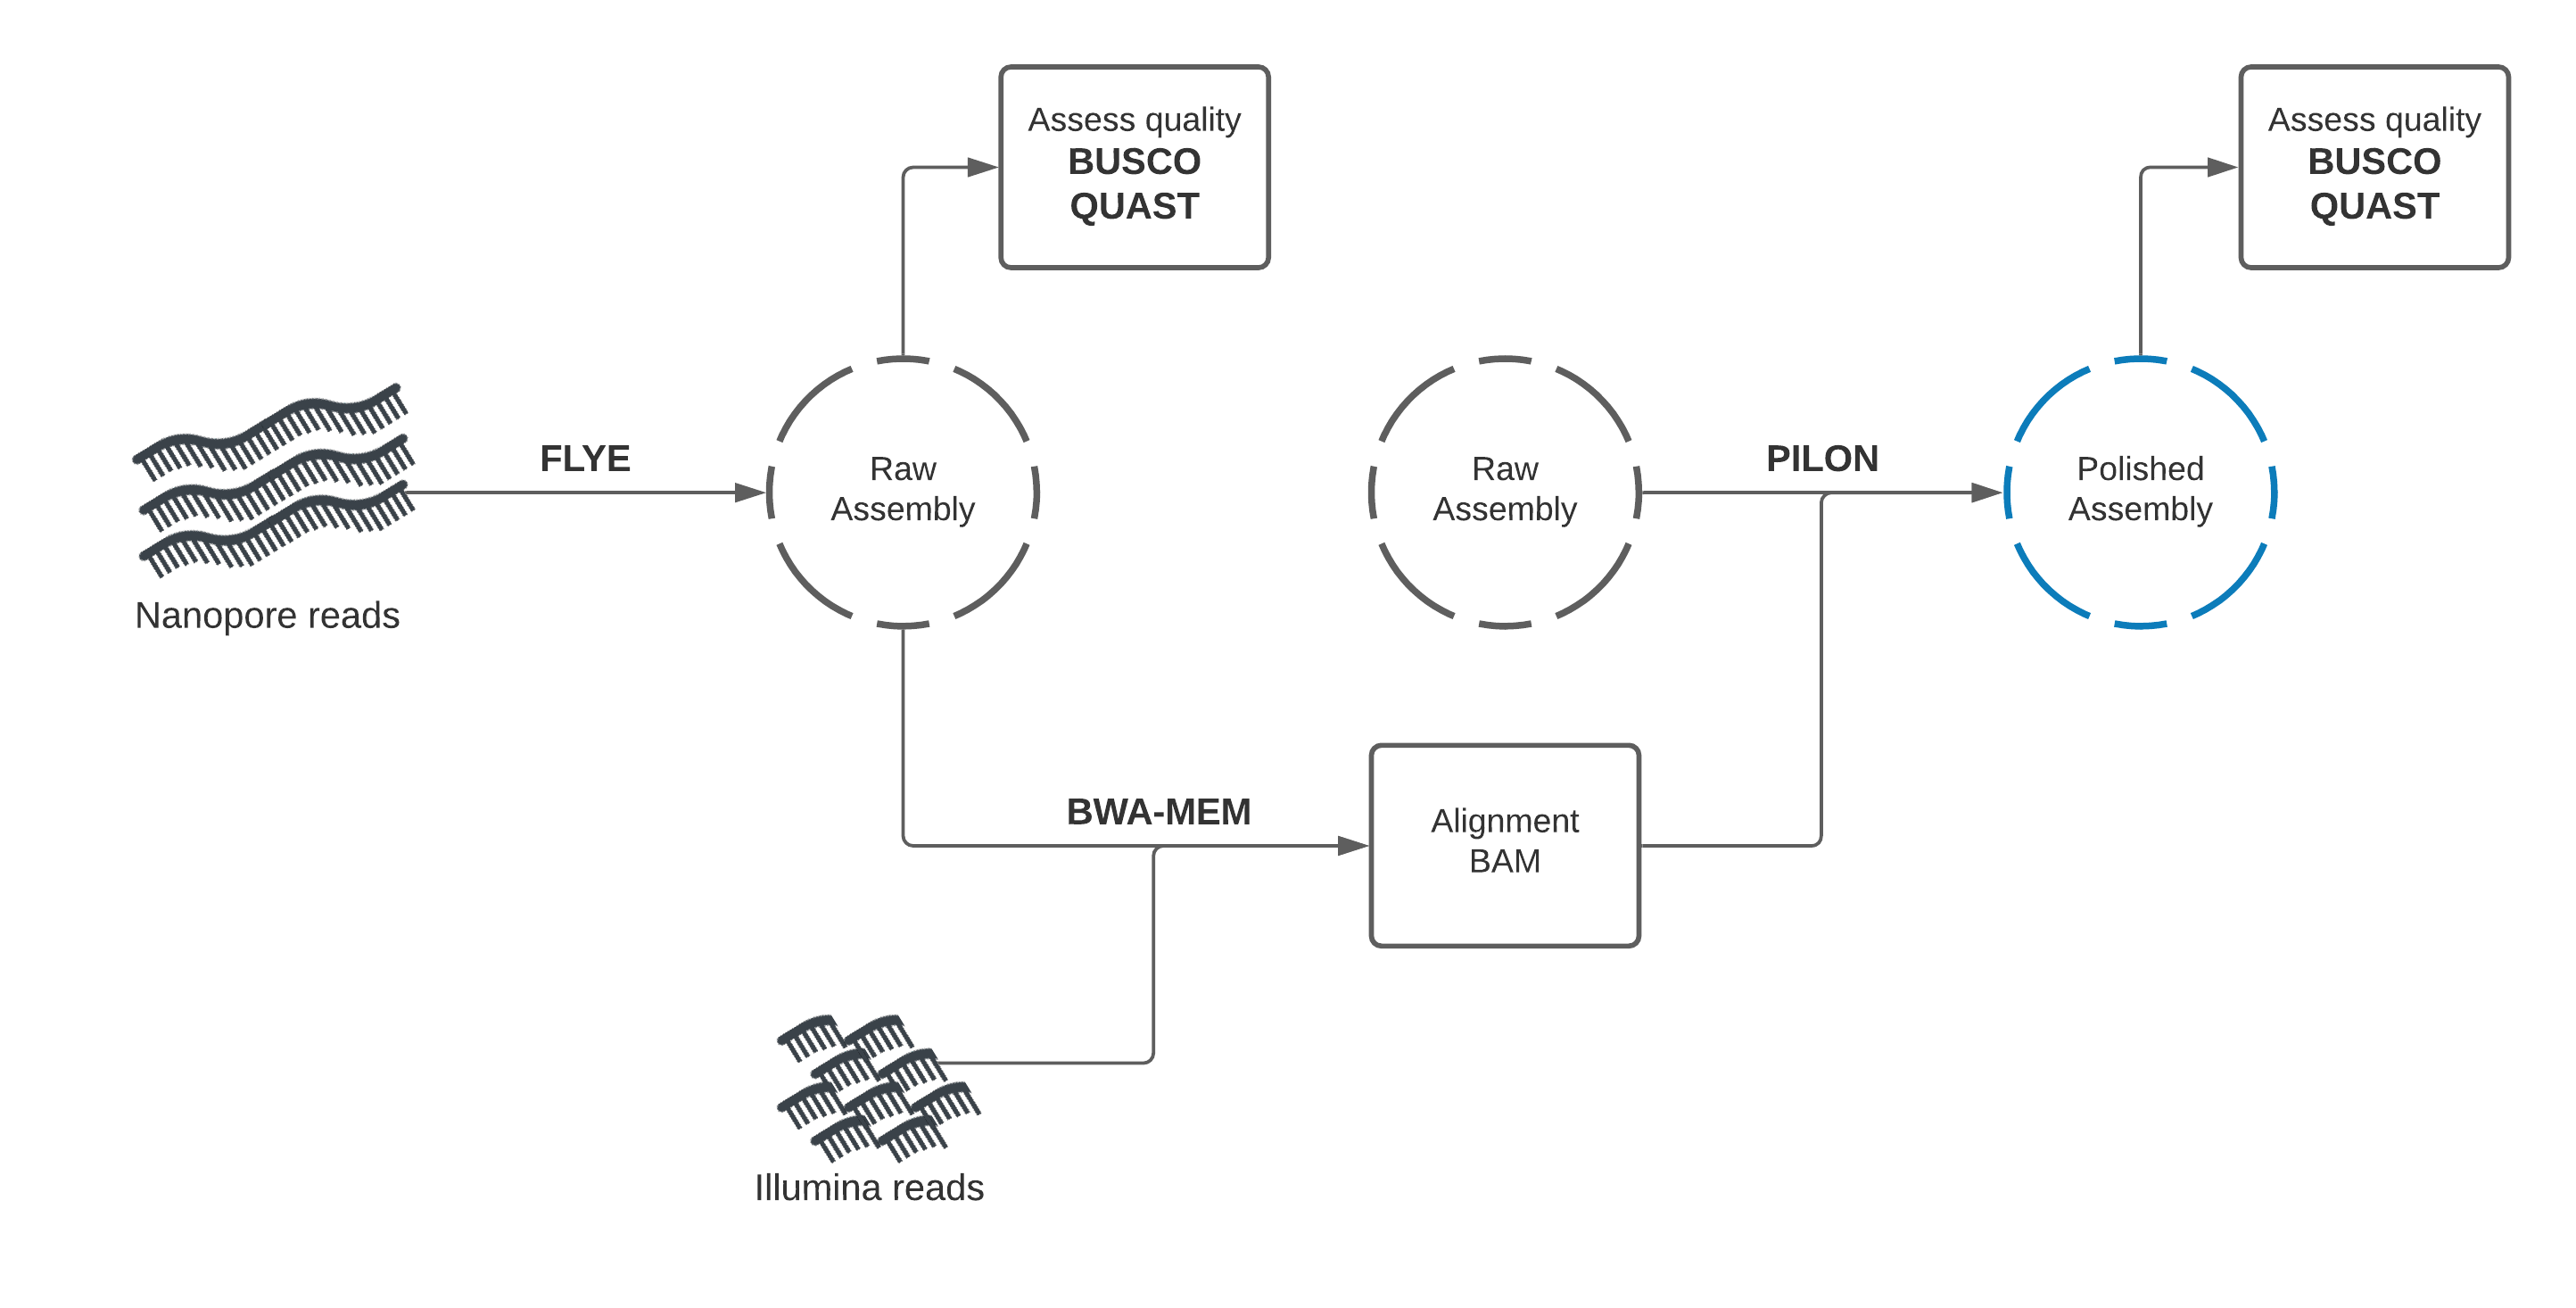 Assess quality
BUSCO
QUAST
Assess quality
BUSCO
QUAST
Nanopore reads
FLYE
Raw
Assembly
Raw
Assembly
PILON
Polished
Assembly
BWA-MEM
Alignment
BAM
Illumina reads